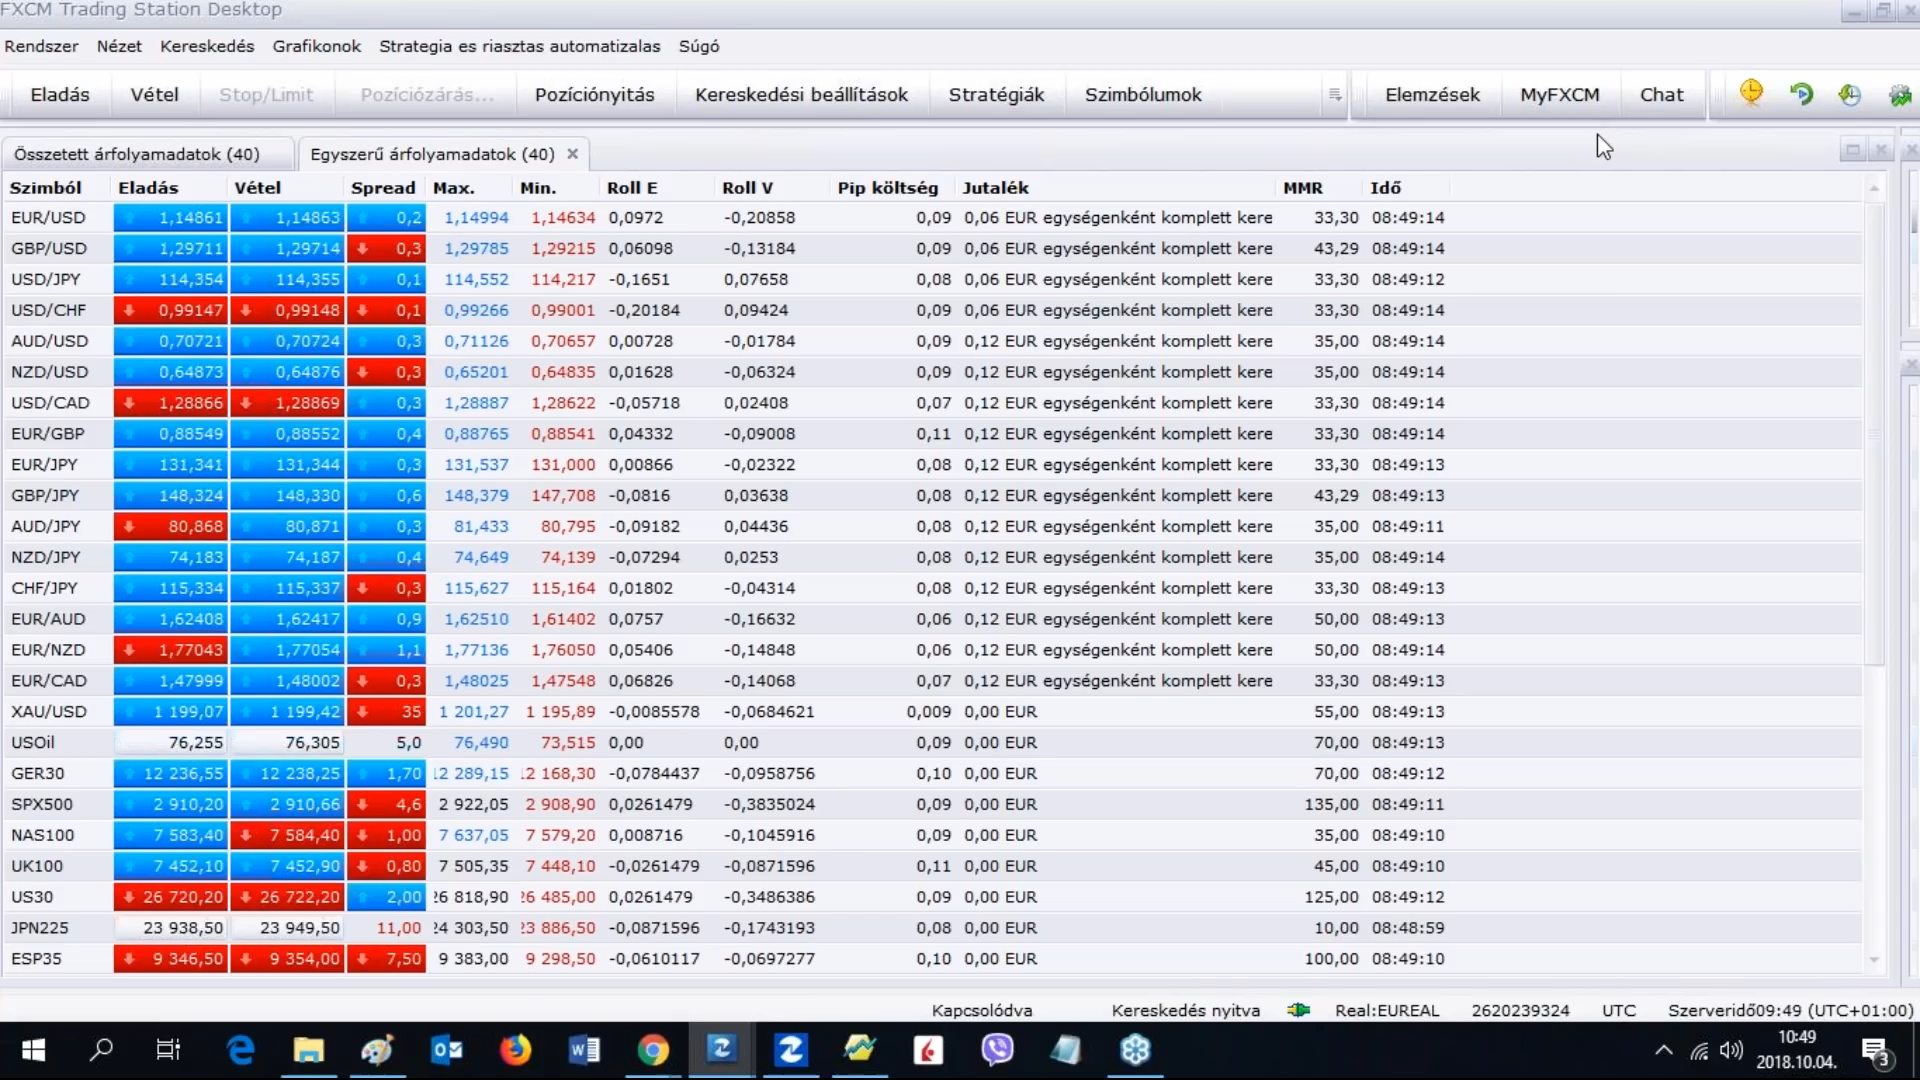 FXCM Trading Station Desktop
Rendszer Nézet Kereskedés Grafikonok Strategia es riasztas automatizalas Súgó
Eladás Vétel Stop/Limit Pozíciózárás... Pozíciónyitás Kereskedési beállítások Stratégiák Szimbólumok Elemzések MyFXCM Chat
Összetett árfolyamadatok (40) Egyszerű árfolyamadatok (40)
Szimból Eladás Vétel Spread Max. Min. Roll E Roll V Pip költség Jutalék MMR Idő
EUR/USD 1,14861 1,14863 0,2 1,14994 1,14634 0,0972 -0,20858 0,09 0,06 EUR egységenként komplett kere 33,30 08:49:14
GBP/USD 1,29711 1,29714 0,3 1,29785 1,29215 0,06098 -0,13184 0,09 0,06 EUR egységenként komplett kere 43,29 08:49:14
USD/JPY 114,354 114,355 0,1 114,552 114,217 -0,1651 0,07658 0,08 0,06 EUR egységenként komplett kere 33,30 08:49:12
USD/CHF 0,99147 0,99148 0,1 0,99266 0,99001 -0,20184 0,09424 0,09 0,06 EUR egységenként komplett kere 33,30 08:49:14
AUD/USD 0,70721 0,70724 0,3 0,71126 0,70657 0,00728 -0,01784 0,09 0,12 EUR egységenként komplett kere 35,00 08:49:14
NZD/USD 0,64873 0,64876 0,3 0,65201 0,64835 0,01628 -0,06324 0,09 0,12 EUR egységenként komplett kere 35,00 08:49:14
USD/CAD 1,28866 1,28869 0,3 1,28887 1,28622 -0,05718 0,02408 0,07 0,12 EUR egységenként komplett kere 33,30 08:49:14
EUR/GBP 0,88549 0,88552 0,4 0,88765 0,88541 0,04332 -0,09008 0,11 0,12 EUR egységenként komplett kere 33,30 08:49:14
EUR/JPY 131,341 131,344 0,3 131,537 131,000 0,00866 -0,02322 0,08 0,12 EUR egységenként komplett kere 33,30 08:49:13
GBP/JPY 148,324 148,330 0,6 148,379 147,708 -0,0816 0,03638 0,08 0,12 EUR egységenként komplett kere 43,29 08:49:13
AUD/JPY 80,868 80,871 0,3 81,433 80,795 -0,09182 0,04436 0,08 0,12 EUR egységenként komplett kere 35,00 08:49:11
NZD/JPY 74,183 74,187 0,4 74,649 74,139 -0,07294 0,0253 0,08 0,12 EUR egységenként komplett kere 35,00 08:49:14
CHF/JPY 115,334 115,337 0,3 115,627 115,164 0,01802 -0,04314 0,08 0,12 EUR egységenként komplett kere 33,30 08:49:13
EUR/AUD 1,62408 1,62417 0,9 1,62510 1,61402 0,0757 -0,16632 0,06 0,12 EUR egységenként komplett kere 50,00 08:49:13
EUR/NZD 1,77043 1,77054 1,1 1,77136 1,76050 0,05406 -0,14848 0,06 0,12 EUR egységenként komplett kere 50,00 08:49:14
EUR/CAD 1,47999 1,48002 0,3 1,48025 1,47548 0,06826 -0,14068 0,07 0,12 EUR egységenként komplett kere 33,30 08:49:13
XAU/USD 1 199,07 1 199,42 35 1 201,27 1 195,89 -0,0085578 -0,0684621 0,009 0,00 EUR 55,00 08:49:13
USOil 76,255 76,305 5,0 76,490 73,515 0,00 0,00 0,09 0,00 EUR 70,00 08:49:13
GER30 12 236,55 12 238,25 1,70 12 289,15 12 168,30 -0,0784437 -0,0958756 0,10 0,00 EUR 70,00 08:49:12
SPX500 2 910,20 2 910,66 4,6 2 922,05 2 908,90 0,0261479 -0,3835024 0,09 0,00 EUR 135,00 08:49:11
NAS100 7 583,40 7 584,40 1,00 7 637,05 7 579,20 0,008716 -0,1045916 0,09 0,00 EUR 35,00 08:49:10
UK100 7 452,10 7 452,90 0,80 7 505,35 7 448,10 -0,0261479 -0,0871596 0,11 0,00 EUR 45,00 08:49:10
US30 26 720,20 26 722,20 2,00 26 818,90 26 485,00 0,0261479 -0,3486386 0,09 0,00 EUR 125,00 08:49:12
JPN225 23 938,50 23 949,50 11,00 24 303,50 23 886,50 -0,0871596 -0,1743193 0,08 0,00 EUR 10,00 08:48:59
ESP35 9 346,50 9 354,00 7,50 9 383,00 9 298,50 -0,0610117 -0,0697277 0,10 0,00 EUR 100,00 08:49:10
Kapcsolódva Kereskedés nyitva Real:EUREAL 2620239324 UTC Szerveridő09:49 (UTC+01:00)
10:49
2018.10.04.
3